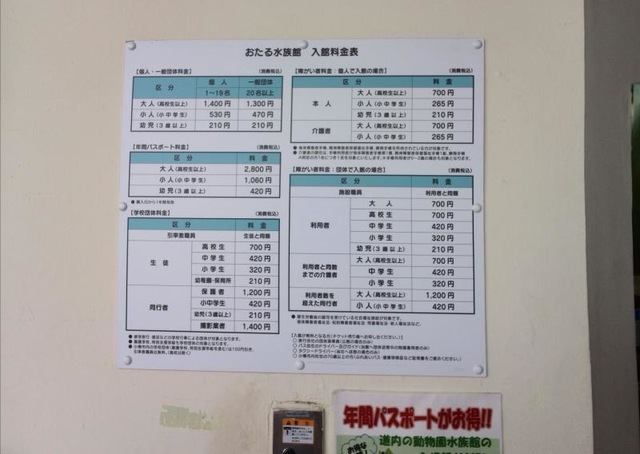 おたる水族館 入館料金表
【個人・一般団体料金】 (消費税込)
区 分 個 人 一般団体
1～19名 20名以上
大 人(高校生以上) 1,400円 1,300円
小 人(小中学生) 530円 470円
幼 児(3歳以上) 210円 210円
【年間パスポート料金】 (消費税込)
区 分 料 金
大 人(高校生以上) 2,800円
小 人(小中学生) 1,060円
幼 児(3歳以上) 420円
【学校団体料金】 (消費税込)
区 分 料 金
引率教職員 生徒と同額
生 徒 高校生 700円
中学生 420円
小学生 320円
幼稚園・保育所 210円
同行者 保護者 1,200円
小中学生 420円
幼児(3歳以上) 210円
撮影業者 1,400円
【障がい者料金：個人で入館の場合】 (消費税込)
区 分 料 金
本 人 大 人(高校生以上) 700円
小 人(小中学生) 265円
幼 児(3歳以上) 210円
介護者 大 人(高校生以上) 700円
小 人(小中学生) 265円
【障がい者料金：団体で入館の場合】 (消費税込)
区 分 料 金
施設職員 利用者と同額
利用者 大 人 700円
高校生 700円
中学生 420円
小学生 320円
幼児(3歳以上) 210円
利用者と同数までの介護者 大人(高校生以上) 700円
中学生 420円
小学生 320円
利用者数を超えた同行者 大人(高校生以上) 1,200円
小人(小中学生) 420円
年間パスポートがお得!!
道内の動物園水族館の